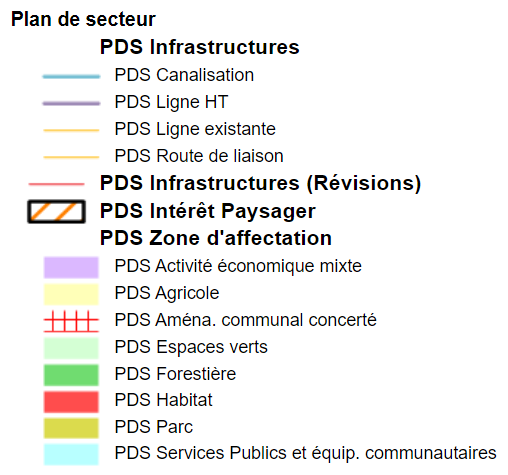 Plan de secteur
PDS Infrastructures
PDS Canalisation
PDS Ligne HT
PDS Ligne existante
PDS Route de liaison
PDS Infrastructures (Révisions)
PDS Intérêt Paysager
PDS Zone d'affectation
PDS Activité économique mixte
PDS Agricole
PDS Aména. communal concerté
PDS Espaces verts
PDS Forestière
PDS Habitat
PDS Parc
PDS Services Publics et équip. communautaires